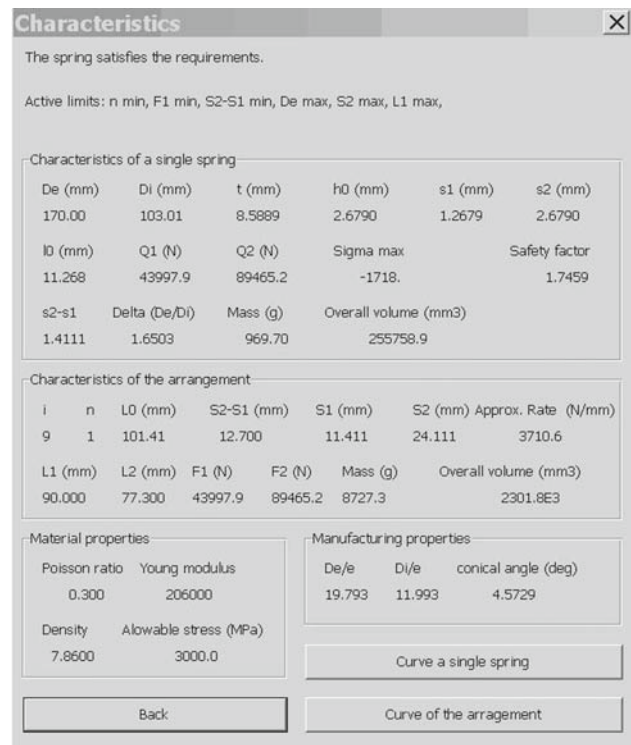 Characteristics
The spring satisfies the requirements.
Active limits: n min, F1 min, S2-S1 min, De max, S2 max, L1 max,
Characteristics of a single spring
De (mm) Di (mm) t (mm) h0 (mm) s1 (mm) s2 (mm)
170.00 103.01 8.5889 2.6790 1.2679 2.6790
l0 (mm) Q1 (N) Q2 (N) Sigma max Safety factor
11.268 43997.9 89465.2 -1718. 1.7459
s2-s1 Delta (De/Di) Mass (g) Overall volume (mm3)
1.4111 1.6503 969.70 255758.9
Characteristics of the arrangement
i n L0 (mm) S2-S1 (mm) S1 (mm) S2 (mm) Approx. Rate (N/mm)
9 1 101.41 12.700 11.411 24.111 3710.6
L1 (mm) L2 (mm) F1 (N) F2 (N) Mass (g) Overall volume (mm3)
90.000 77.300 43997.9 89465.2 8727.3 2301.8E3
Material properties
Poisson ratio Young modulus
0.300 206000
Density Alowable stress (MPa)
7.8600 3000.0
Manufacturing properties
De/e Di/e conical angle (deg)
19.793 11.993 4.5729
Curve a single spring
Back Curve of the arragement